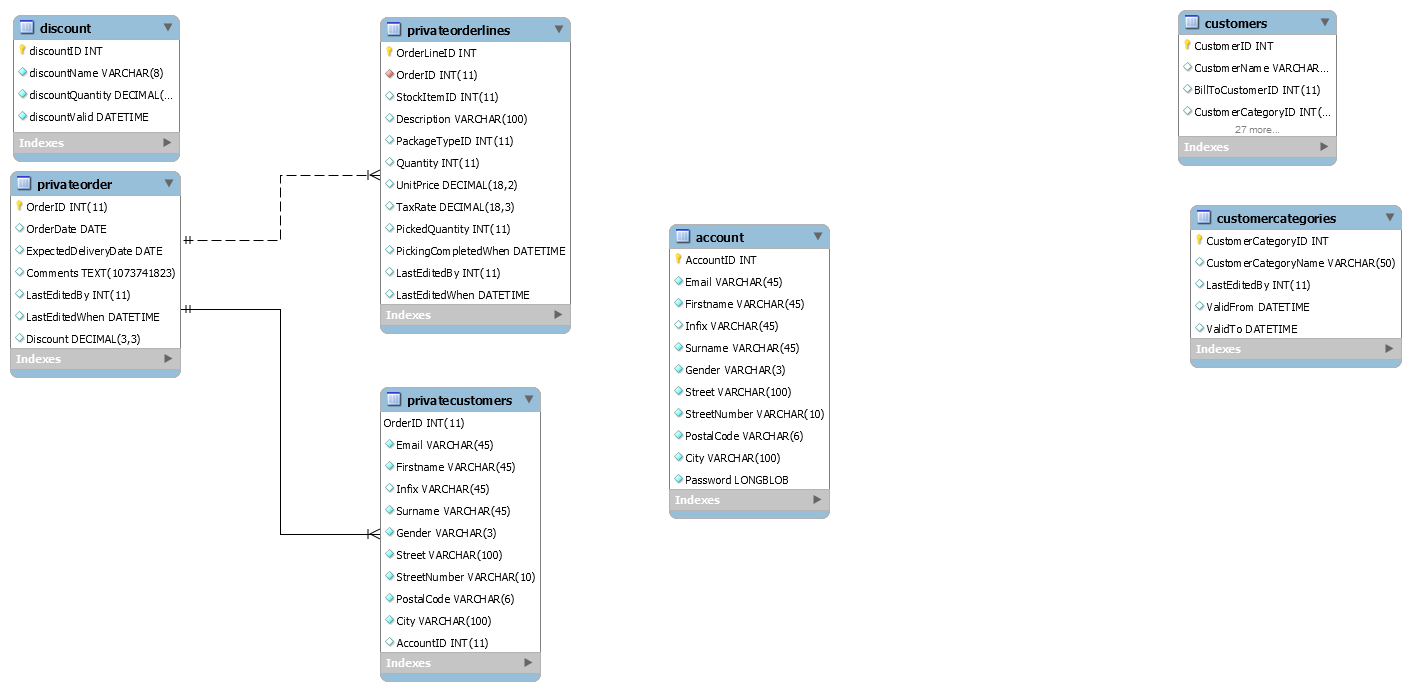 discount
discountID INT
discountName VARCHAR(8)
discountQuantity DECIMAL(...
discountValid DATETIME
Indexes
privateorder
OrderID INT(11)
OrderDate DATE
ExpectedDeliveryDate DATE
Comments TEXT(1073741823)
LastEditedBy INT(11)
LastEditedWhen DATETIME
Discount DECIMAL(3,3)
Indexes
privateorderlines
OrderLineID INT
OrderID INT(11)
StockItemID INT(11)
Description VARCHAR(100)
PackageTypeID INT(11)
Quantity INT(11)
UnitPrice DECIMAL(18,2)
TaxRate DECIMAL(18,3)
PickedQuantity INT(11)
PickingCompletedWhen DATETIME
LastEditedBy INT(11)
LastEditedWhen DATETIME
Indexes
privatecustomers
OrderID INT(11)
Email VARCHAR(45)
Firstname VARCHAR(45)
Infix VARCHAR(45)
Surname VARCHAR(45)
Gender VARCHAR(3)
Street VARCHAR(100)
StreetNumber VARCHAR(10)
PostalCode VARCHAR(6)
City VARCHAR(100)
AccountID INT(11)
Indexes
account
AccountID INT
Email VARCHAR(45)
Firstname VARCHAR(45)
Infix VARCHAR(45)
Surname VARCHAR(45)
Gender VARCHAR(3)
Street VARCHAR(100)
StreetNumber VARCHAR(10)
PostalCode VARCHAR(6)
City VARCHAR(100)
Password LONGBLOB
Indexes
customers
CustomerID INT
CustomerName VARCHAR...
BillToCustomerID INT(11)
CustomerCategoryID INT(...
27 more...
Indexes
customercategories
CustomerCategoryID INT
CustomerCategoryName VARCHAR(50)
LastEditedBy INT(11)
ValidFrom DATETIME
ValidTo DATETIME
Indexes